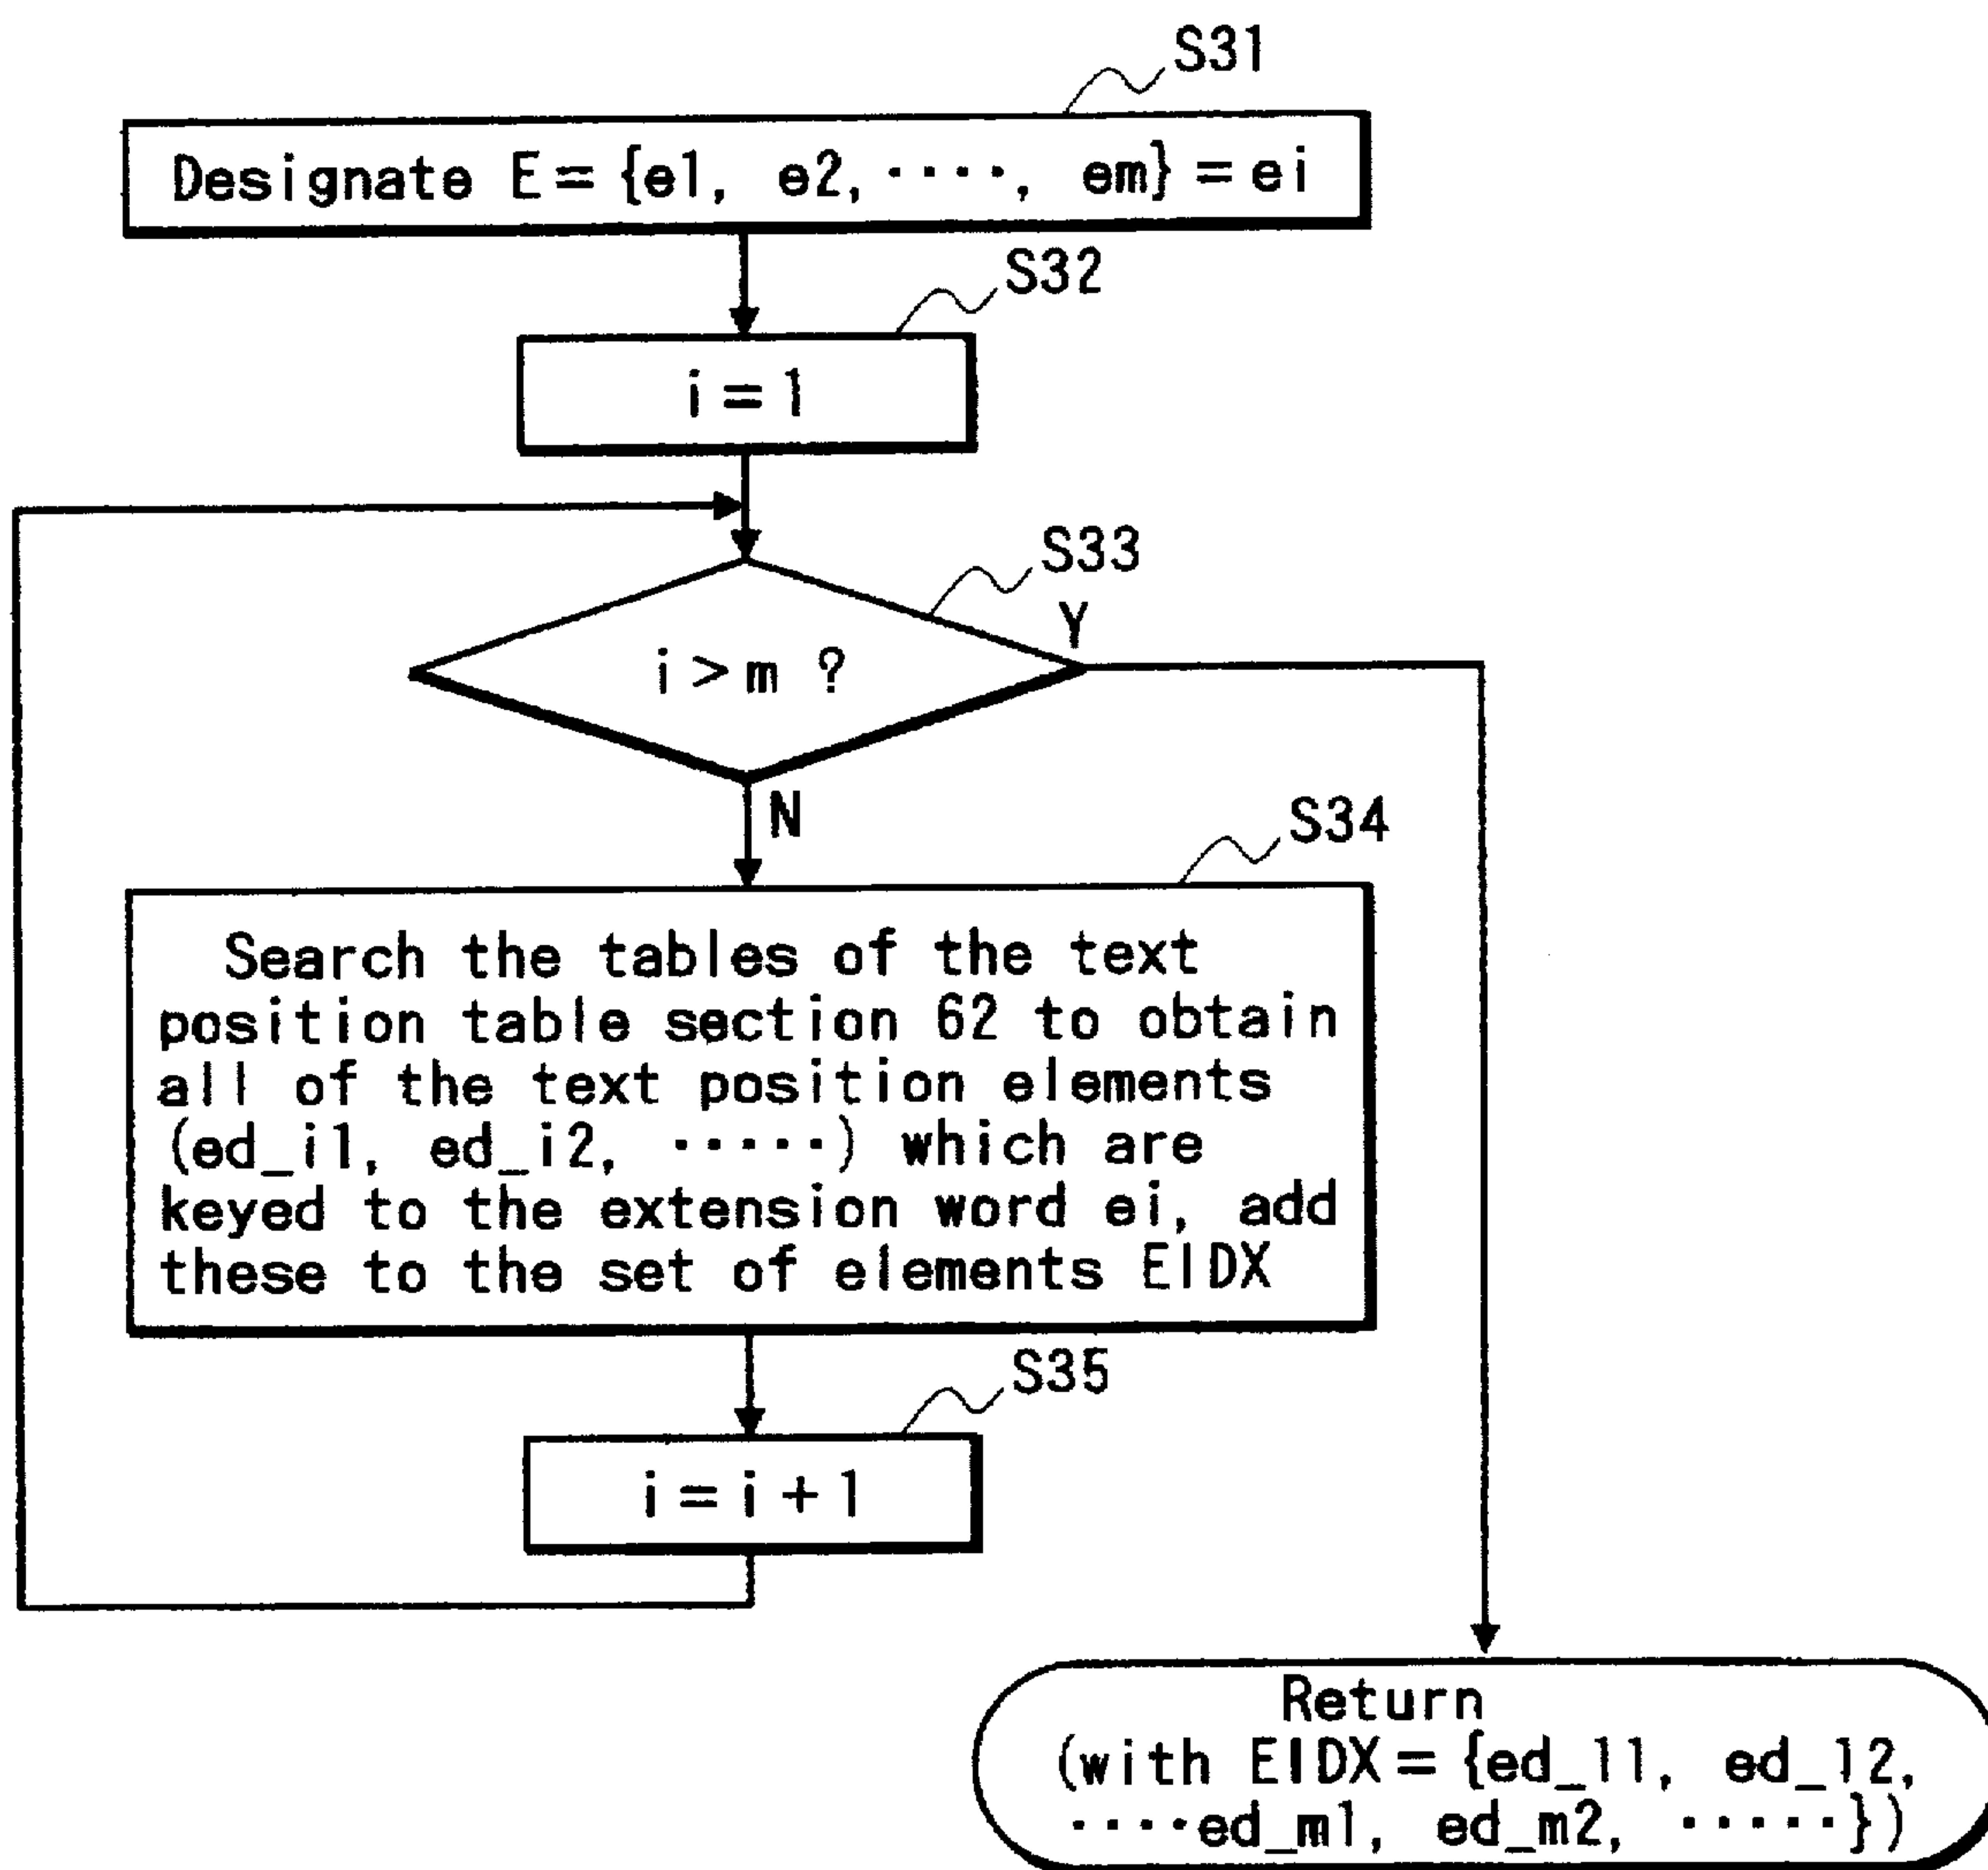 S31
Designate E={e1, e2,····, em}=ei
S32
i=1
S33
Y
i>m ?
N
S34
Search the tables of the text
position table section 62 to obtain
all of the text position elements
(ed_i1, ed_i2, ·····) which are
keyed to the extension word ei, add
these to the set of elements EIDX
S35
i=i+1
Return
(with EIDX={ed_11, ed_12,
····ed_m1, ed_m2, ·····})